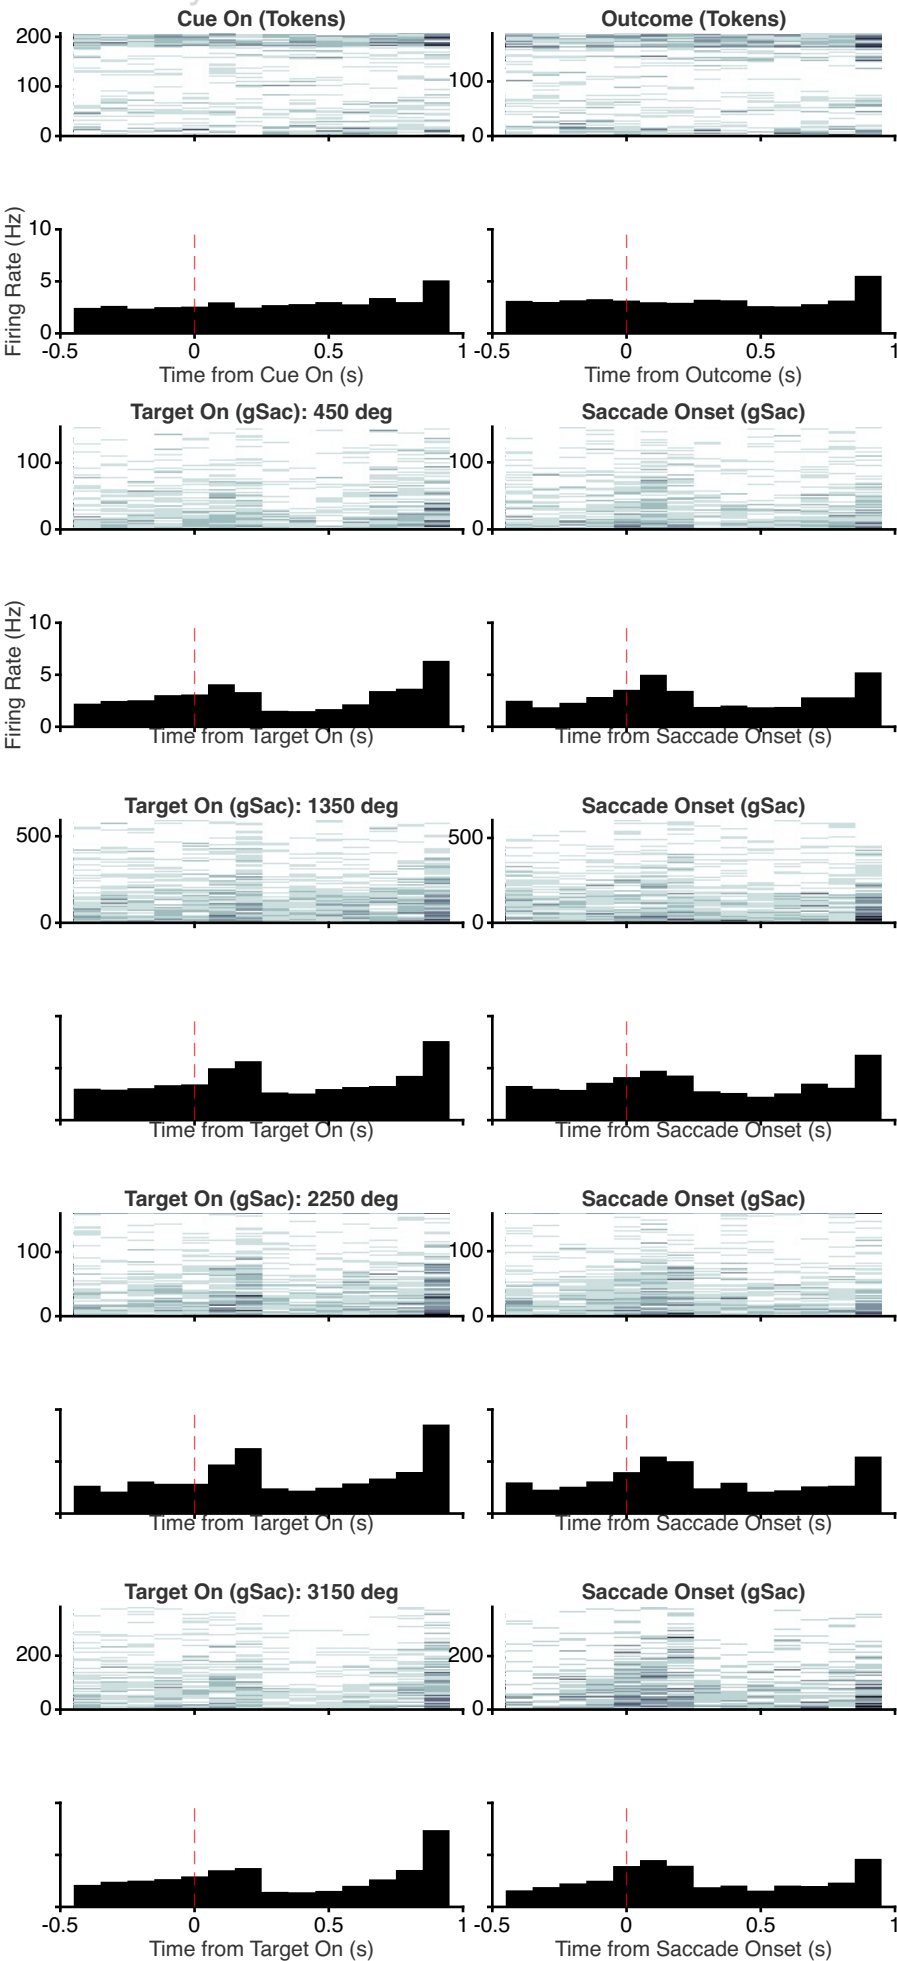 Cue On (Tokens)
Outcome (Tokens)
200
100
0
100
0
Firing Rate (Hz)
10
5
0
-0.5 0 0.5 1
-0.5 0 0.5 1
Time from Cue On (s)
Time from Outcome (s)
Target On (gSac): 450 deg
Saccade Onset (gSac)
100
0
100
0
Firing Rate (Hz)
10
5
0
Time from Target On (s)
Time from Saccade Onset (s)
Target On (gSac): 1350 deg
Saccade Onset (gSac)
500
0
500
0
Time from Target On (s)
Time from Saccade Onset (s)
Target On (gSac): 2250 deg
Saccade Onset (gSac)
100
0
100
0
Time from Target On (s)
Time from Saccade Onset (s)
Target On (gSac): 3150 deg
Saccade Onset (gSac)
200
0
200
0
-0.5 0 0.5 1
-0.5 0 0.5 1
Time from Target On (s)
Time from Saccade Onset (s)